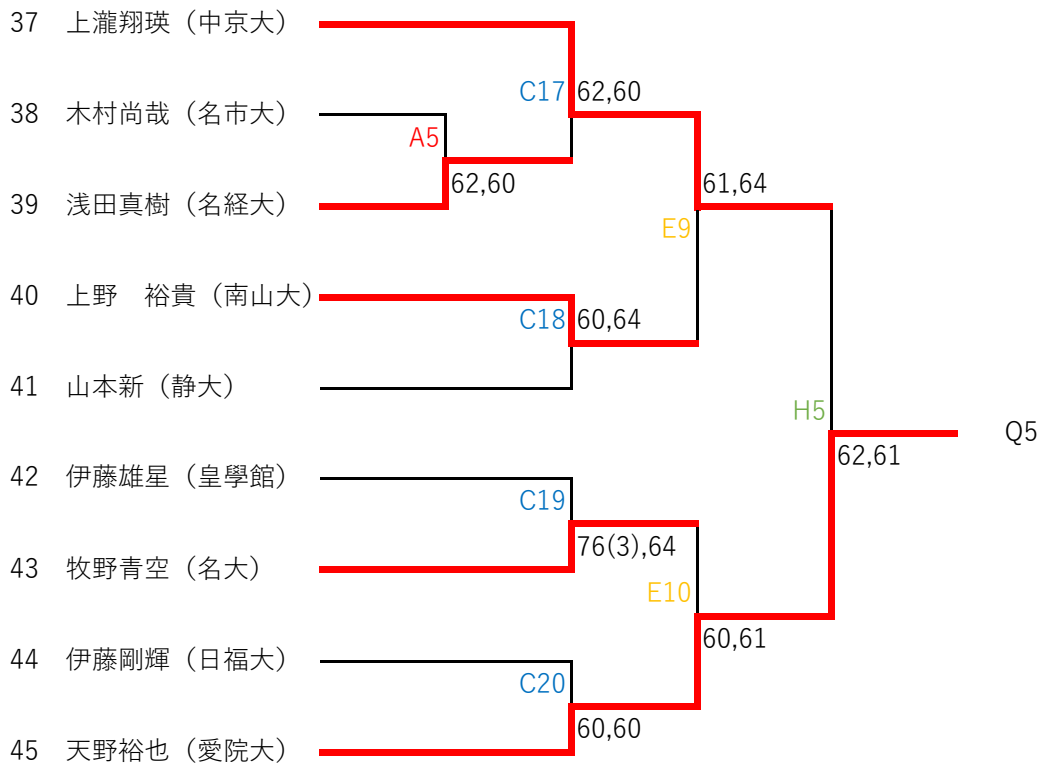 37 上瀧翔瑛（中京大）
C17 62,60
38 木村尚哉（名市大）
A5
62,60
61,64
39 浅田真樹（名経大）
E9
40 上野　裕貴（南山大）
C18 60,64
41 山本新（静大）
H5
Q5
62,61
42 伊藤雄星（皇學館）
C19
76(3),64
43 牧野青空（名大）
E10
60,61
44 伊藤剛輝（日福大）
C20
60,60
45 天野裕也（愛院大）